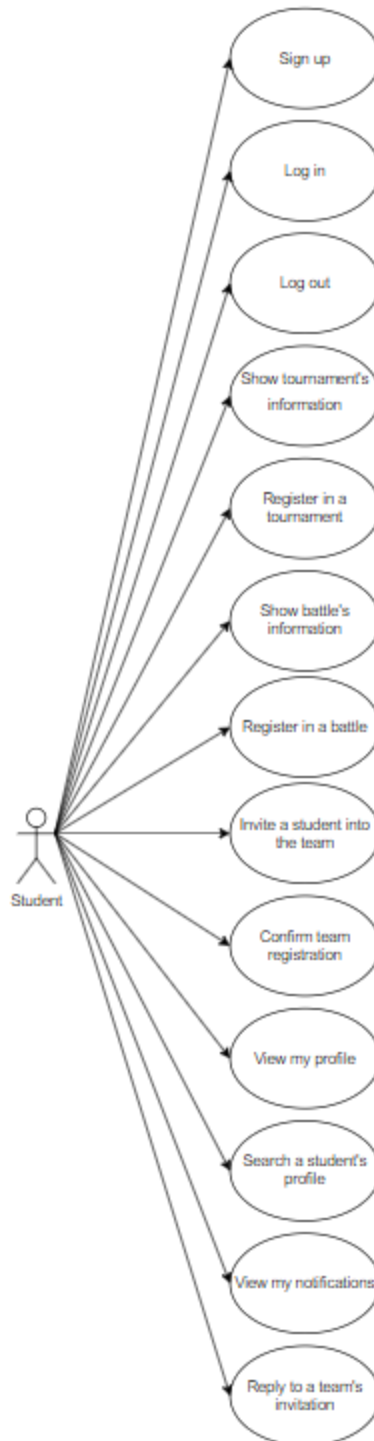 Sign up
Log in
Log out
Show tournament's
information
Register in a
tournament
Show battle's
information
Register in a battle
Invite a student into
the team
Student
Confirm team
registration
View my profile
Search a student's
profile
View my notifications
Reply to a team's
invitation